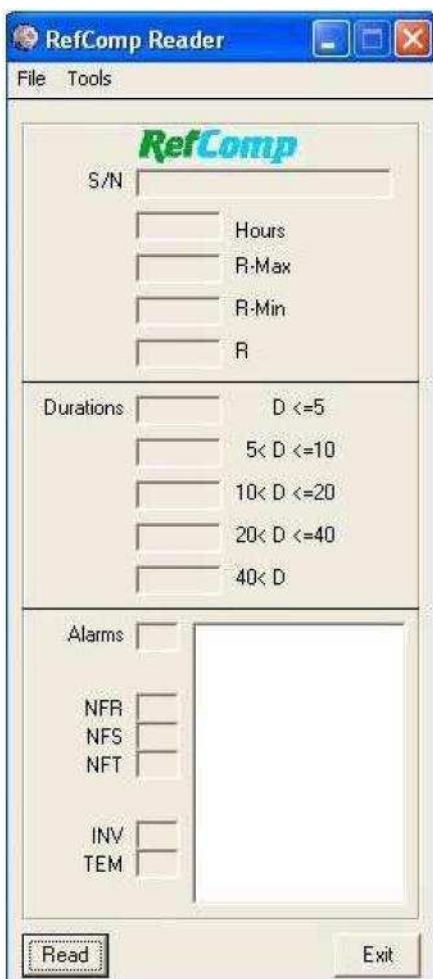 RefComp Reader
File Tools
RefComp
S/N
Hours
R-Max
R-Min
R
Durations D <=5
5< D <=10
10< D <=20
20< D <=40
40< D
Alarms
NFR
NFS
NFT
INV
TEM
Read Exit